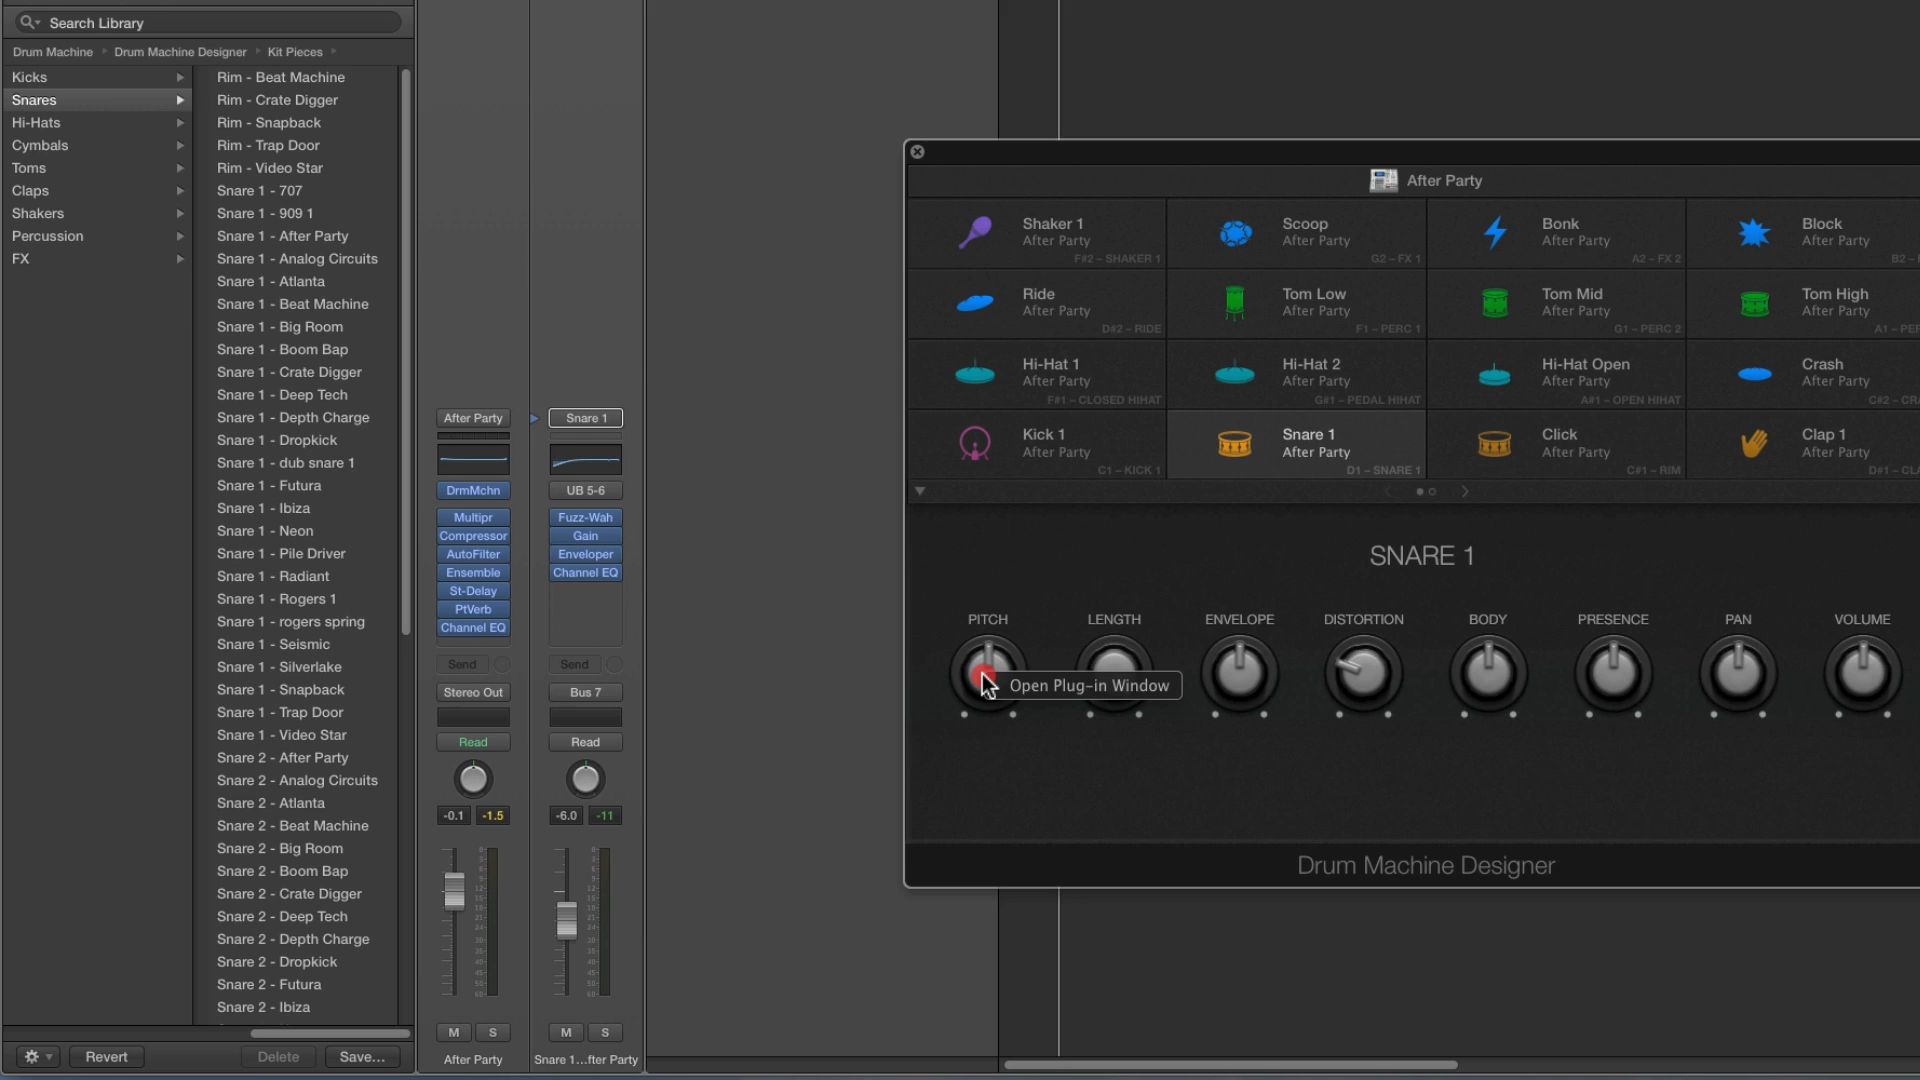 Search Library
Drum Machine
Drum Machine Designer
Kit Pieces
Kicks
Snares
Hi-Hats
Cymbals
Toms
Claps
Shakers
Percussion
FX
Rim - Beat Machine
Rim - Crate Digger
Rim - Snapback
Rim - Trap Door
Rim - Video Star
Snare 1 - 707
Snare 1 - 909 1
Snare 1 - After Party
Snare 1 - Analog Circuits
Snare 1 - Atlanta
Snare 1 - Beat Machine
Snare 1 - Big Room
Snare 1 - Boom Bap
Snare 1 - Crate Digger
Snare 1 - Deep Tech
Snare 1 - Depth Charge
Snare 1 - Dropkick
Snare 1 - dub snare 1
Snare 1 - Futura
Snare 1 - Ibiza
Snare 1 - Neon
Snare 1 - Pile Driver
Snare 1 - Radiant
Snare 1 - Rogers 1
Snare 1 - rogers spring
Snare 1 - Seismic
Snare 1 - Silverlake
Snare 1 - Snapback
Snare 1 - Trap Door
Snare 1 - Video Star
Snare 2 - After Party
Snare 2 - Analog Circuits
Snare 2 - Atlanta
Snare 2 - Beat Machine
Snare 2 - Big Room
Snare 2 - Boom Bap
Snare 2 - Crate Digger
Snare 2 - Deep Tech
Snare 2 - Depth Charge
Snare 2 - Dropkick
Snare 2 - Futura
Snare 2 - Ibiza
Revert
Delete
Save...
After Party
DrmMchn
Multipr
Compressor
AutoFilter
Ensemble
St-Delay
PtVerb
Channel EQ
Send
Stereo Out
Read
-0.1 -1.5
M S
After Party
Snare 1
UB 5-6
Fuzz-Wah
Gain
Enveloper
Channel EQ
Send
Bus 7
Read
-6.0 -11
M S
Snare 1...fter Party
After Party
Shaker 1
After Party
F#2 – SHAKER 1
Scoop
After Party
G2 – FX 1
Bonk
After Party
A2 – FX 2
Block
After Party
B2 –
Ride
After Party
D#2 – RIDE
Tom Low
After Party
F1 – PERC 1
Tom Mid
After Party
G1 – PERC 2
Tom High
After Party
A1 – PER
Hi-Hat 1
After Party
F#1 – CLOSED HIHAT
Hi-Hat 2
After Party
G#1 – PEDAL HIHAT
Hi-Hat Open
After Party
A#1 – OPEN HIHAT
Crash
After Party
C#2 – CRA
Kick 1
After Party
C1 – KICK 1
Snare 1
After Party
D1 – SNARE 1
Click
After Party
C#1 – RIM
Clap 1
After Party
D#1 – CLA
SNARE 1
PITCH LENGTH ENVELOPE DISTORTION BODY PRESENCE PAN VOLUME
Open Plug-in Window
Drum Machine Designer